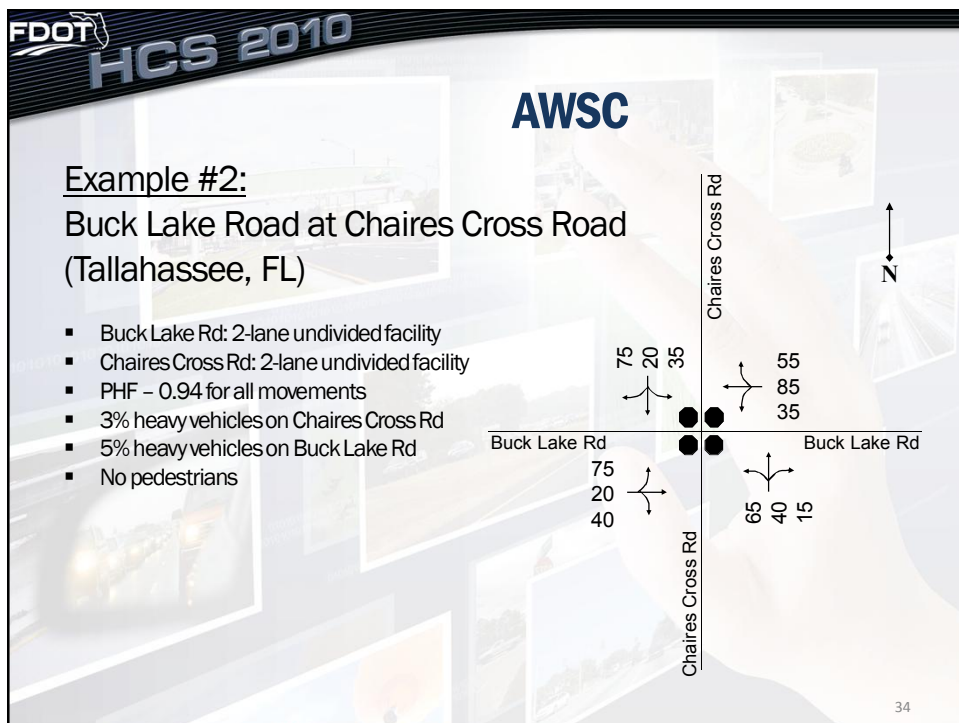 FDOT
HCS 2010
AWSC
Example #2:
Buck Lake Road at Chaires Cross Road
(Tallahassee, FL)
▪ Buck Lake Rd: 2-lane undivided facility
▪ Chaires Cross Rd: 2-lane undivided facility
▪ PHF – 0.94 for all movements
▪ 3% heavy vehicles on Chaires Cross Rd
▪ 5% heavy vehicles on Buck Lake Rd
▪ No pedestrians
Chaires Cross Rd
N
75
20
35
55
85
35
Buck Lake Rd
Buck Lake Rd
75
20
40
65
40
15
Chaires Cross Rd
34